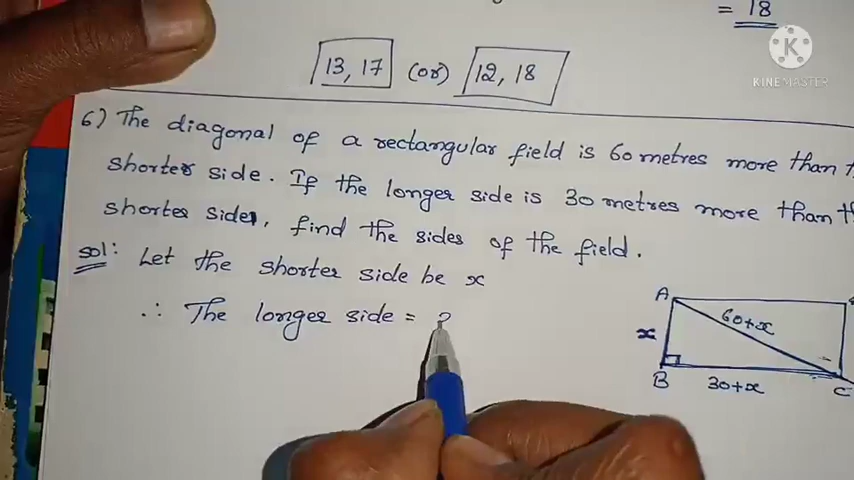 = 18
13, 17 (or) 12, 18
KINEMASTER
6) The diagonal of a rectangular field is 60 metres more than
shorter side. If the longer side is 30 metres more than
shorter side, find the sides of the field.
Sol: Let the shorter side be x
∴ The longer side =
A
60+x
x
B
30+x
C